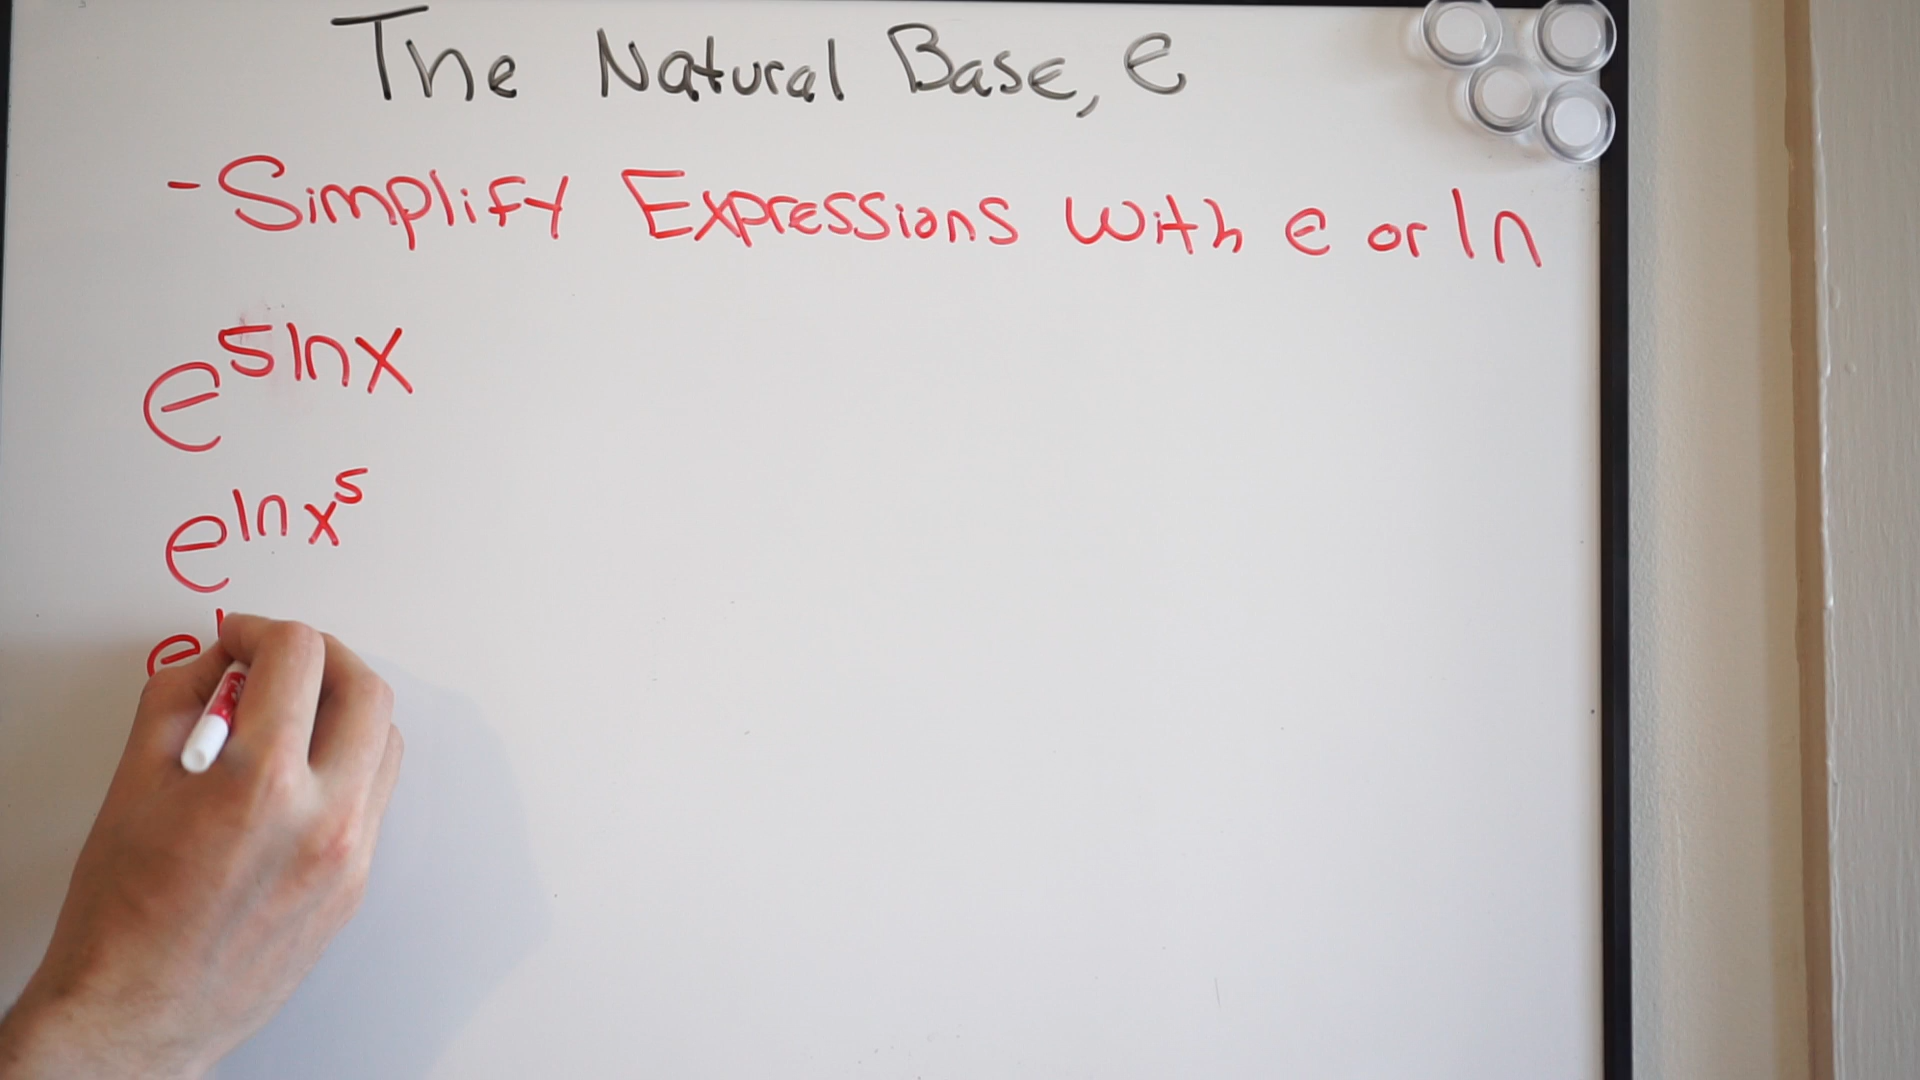 The Natural Base, e
- Simplify Expressions with e or ln
e^5lnx
e^lnx^5
e